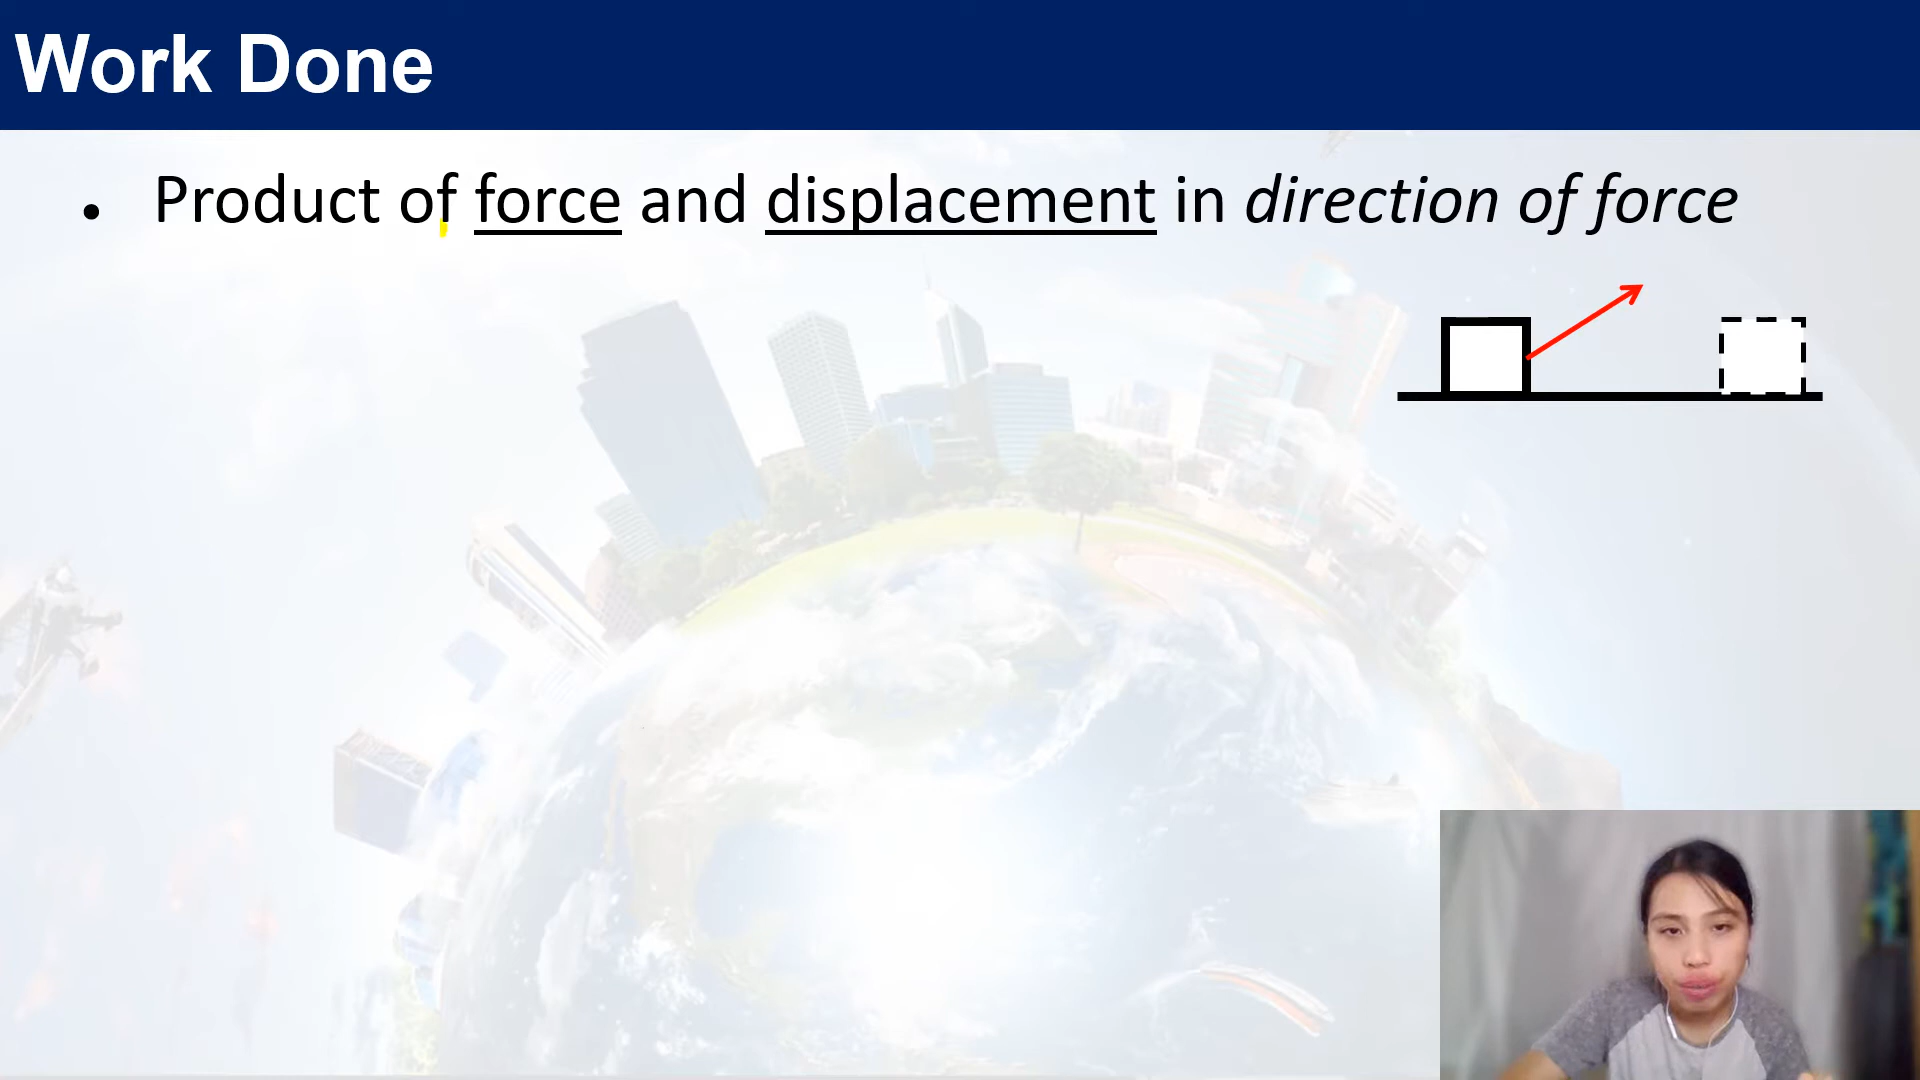 Work Done
• Product of force and displacement in direction of force